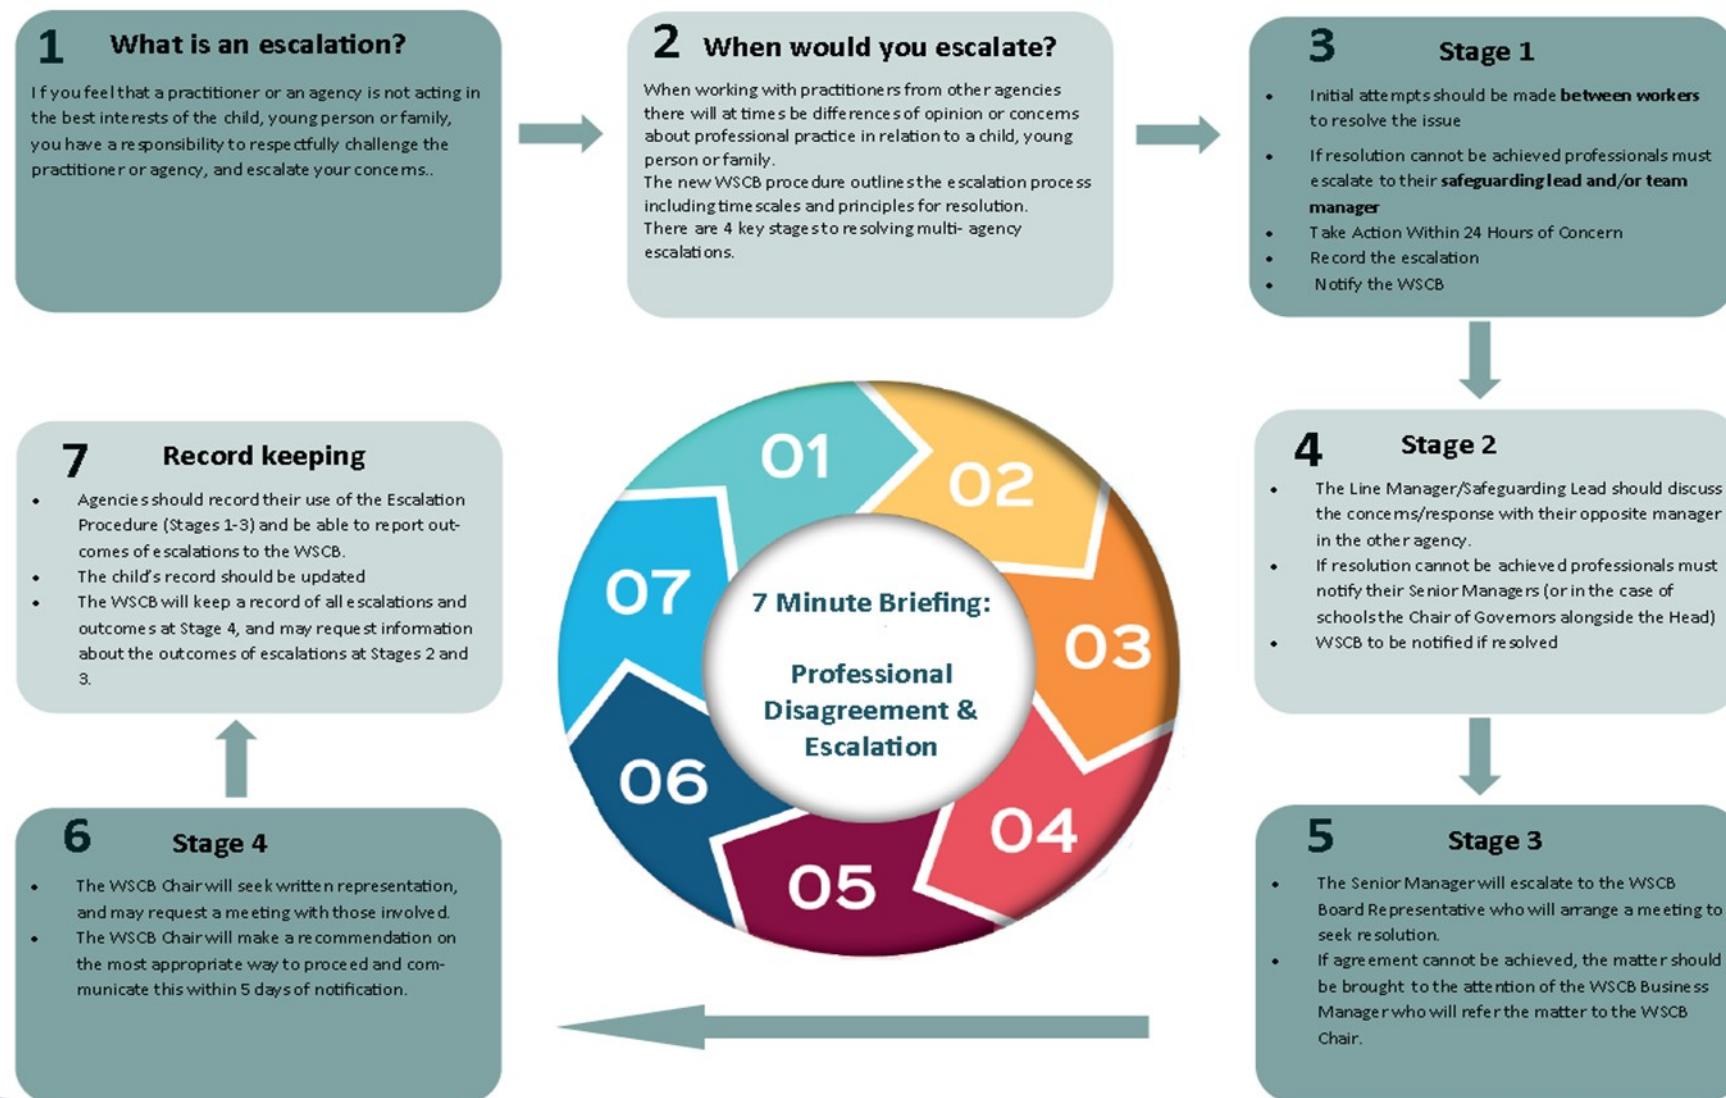 1 What is an escalation?
If you feel that a practitioner or an agency is not acting in
the best interests of the child, young person or family,
you have a responsibility to respectfully challenge the
practitioner or agency, and escalate your concerns..
2 When would you escalate?
When working with practitioners from other agencies
there will at times be differences of opinion or concerns
about professional practice in relation to a child, young
person or family.
The new WSCB procedure outlines the escalation process
including timescales and principles for resolution.
There are 4 key stages to resolving multi- agency
escalations.
3 Stage 1
• Initial attempts should be made between workers
to resolve the issue
• If resolution cannot be achieved professionals must
escalate to their safeguarding lead and/or team
manager
• Take Action Within 24 Hours of Concern
• Record the escalation
• Notify the WSCB
4 Stage 2
• The Line Manager/Safeguarding Lead should discuss
the concerns/response with their opposite manager
in the other agency.
• If resolution cannot be achieved professionals must
notify their Senior Managers (or in the case of
schools the Chair of Governors alongside the Head)
• WSCB to be notified if resolved
5 Stage 3
• The Senior Manager will escalate to the WSCB
Board Representative who will arrange a meeting to
seek resolution.
• If agreement cannot be achieved, the matter should
be brought to the attention of the WSCB Business
Manager who will refer the matter to the WSCB
Chair.
6 Stage 4
• The WSCB Chair will seek written representation,
and may request a meeting with those involved.
• The WSCB Chair will make a recommendation on
the most appropriate way to proceed and com-
municate this within 5 days of notification.
7 Record keeping
• Agencies should record their use of the Escalation
Procedure (Stages 1-3) and be able to report out-
comes of escalations to the WSCB.
• The child's record should be updated
• The WSCB will keep a record of all escalations and
outcomes at Stage 4, and may request information
about the outcomes of escalations at Stages 2 and
3.
01
02
03
04
05
06
07
7 Minute Briefing:
Professional
Disagreement &
Escalation